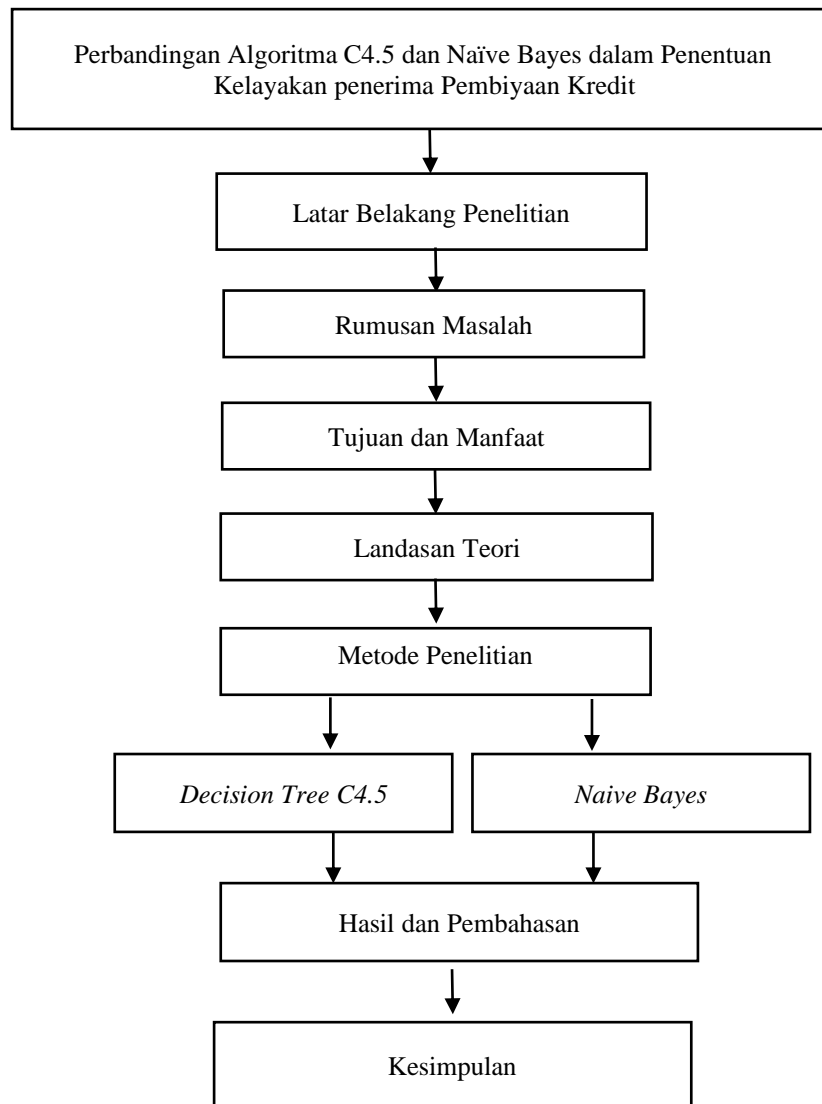 Perbandingan Algoritma C4.5 dan Naïve Bayes dalam Penentuan
Kelayakan penerima Pembiyaan Kredit
Latar Belakang Penelitian
Rumusan Masalah
Tujuan dan Manfaat
Landasan Teori
Metode Penelitian
Decision Tree C4.5
Naive Bayes
Hasil dan Pembahasan
Kesimpulan